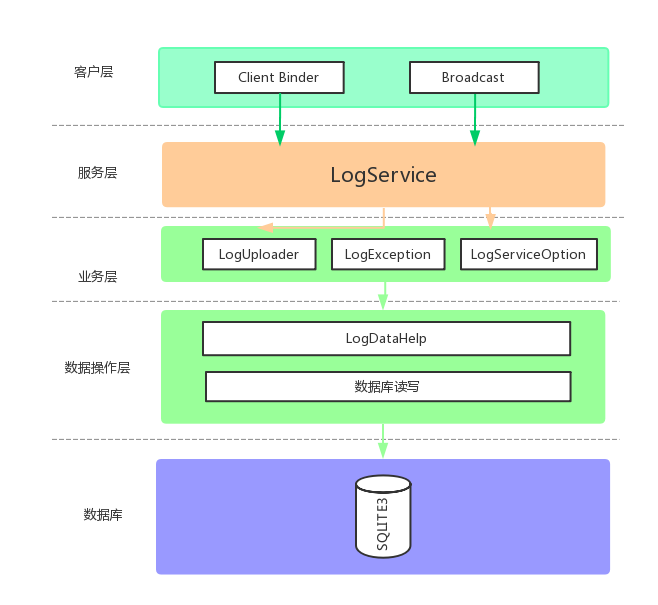 客户层
Client Binder
Broadcast
服务层
LogService
业务层
LogUploader
LogException
LogServiceOption
数据操作层
LogDataHelp
数据库读写
数据库
SQLITE3